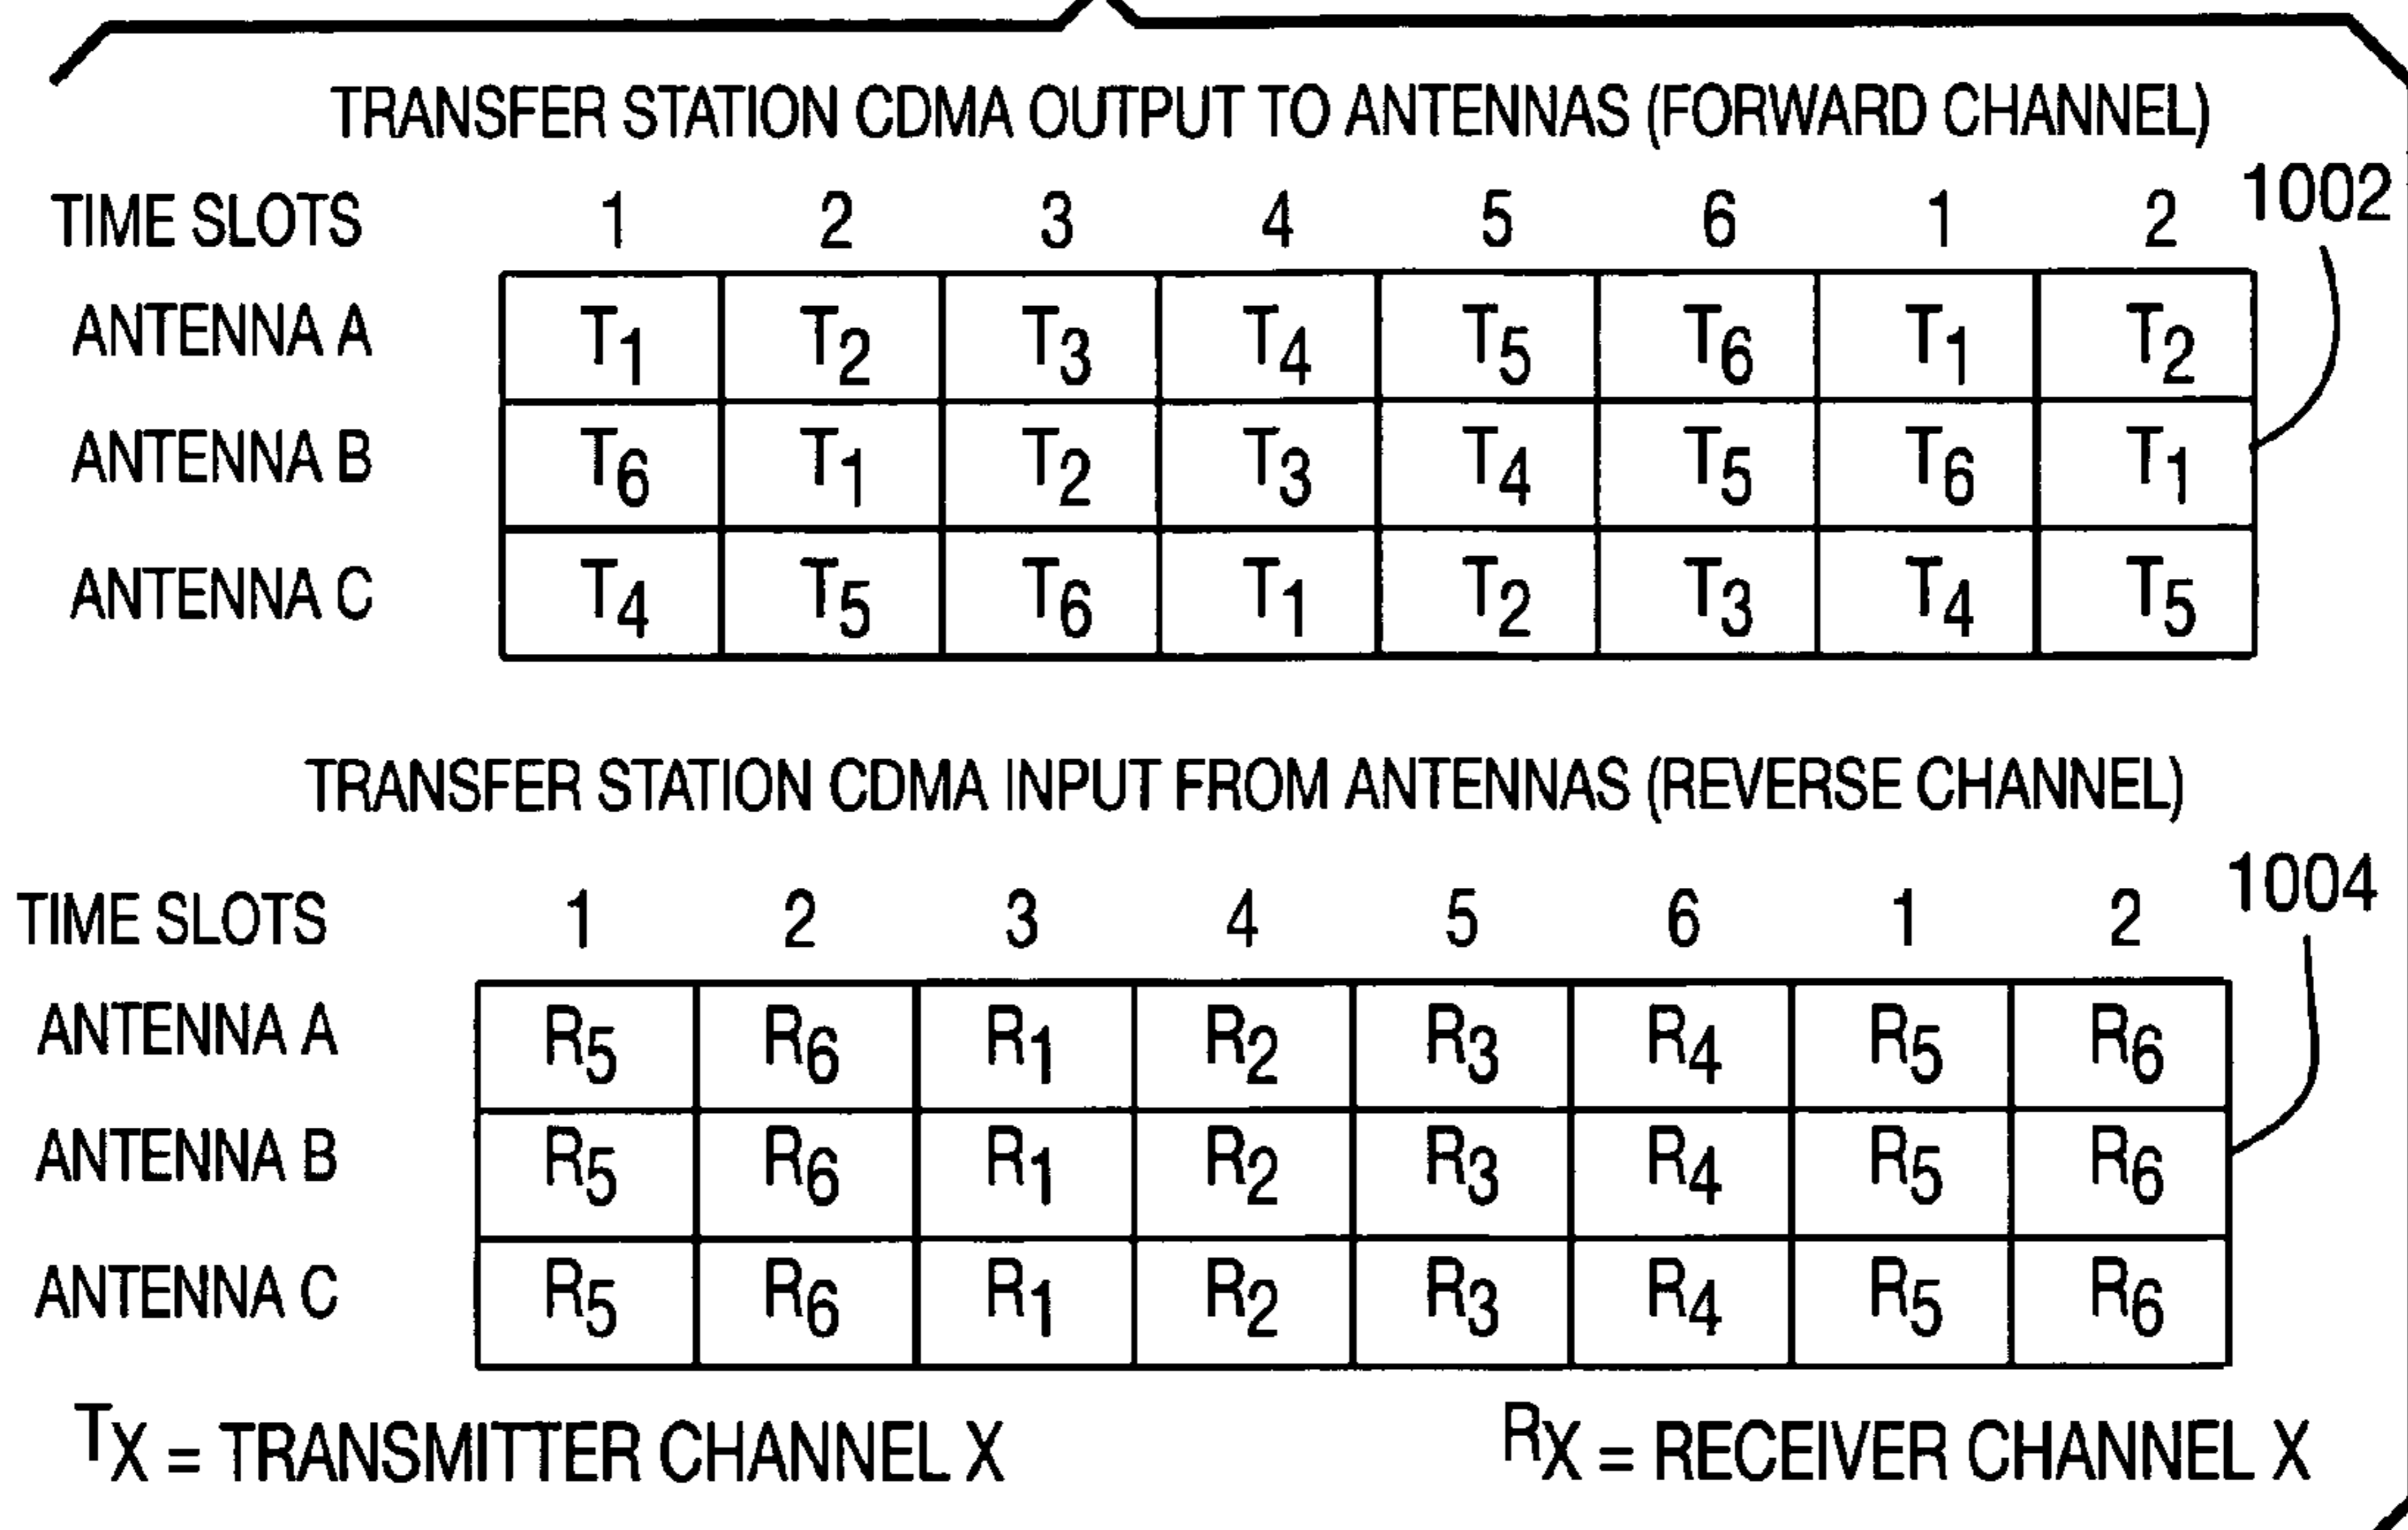 TRANSFER STATION CDMA OUTPUT TO ANTENNAS (FORWARD CHANNEL)
TIME SLOTS 1 2 3 4 5 6 1 2 1002
ANTENNA A T1 T2 T3 T4 T5 T6 T1 T2
ANTENNA B T6 T1 T2 T3 T4 T5 T6 T1
ANTENNA C T4 T5 T6 T1 T2 T3 T4 T5
TRANSFER STATION CDMA INPUT FROM ANTENNAS (REVERSE CHANNEL)
TIME SLOTS 1 2 3 4 5 6 1 2 1004
ANTENNA A R5 R6 R1 R2 R3 R4 R5 R6
ANTENNA B R5 R6 R1 R2 R3 R4 R5 R6
ANTENNA C R5 R6 R1 R2 R3 R4 R5 R6
TX = TRANSMITTER CHANNEL X RX = RECEIVER CHANNEL X